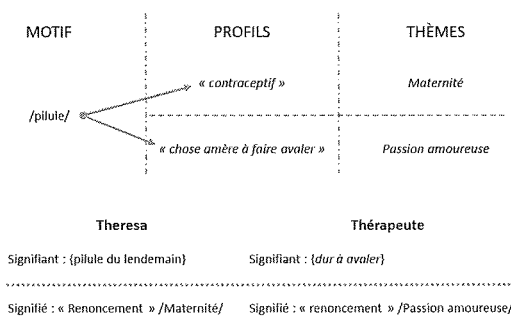 MOTIF PROFILS THÈMES
« contraceptif » Maternité
/pilule/
« chose amère à faire avaler » Passion amoureuse
Theresa Thérapeute
Signifiant : {pilule du lendemain} Signifiant : {dur à avaler}
Signifié : « Renoncement » /Maternité/ Signifié : « renoncement » /Passion amoureuse/